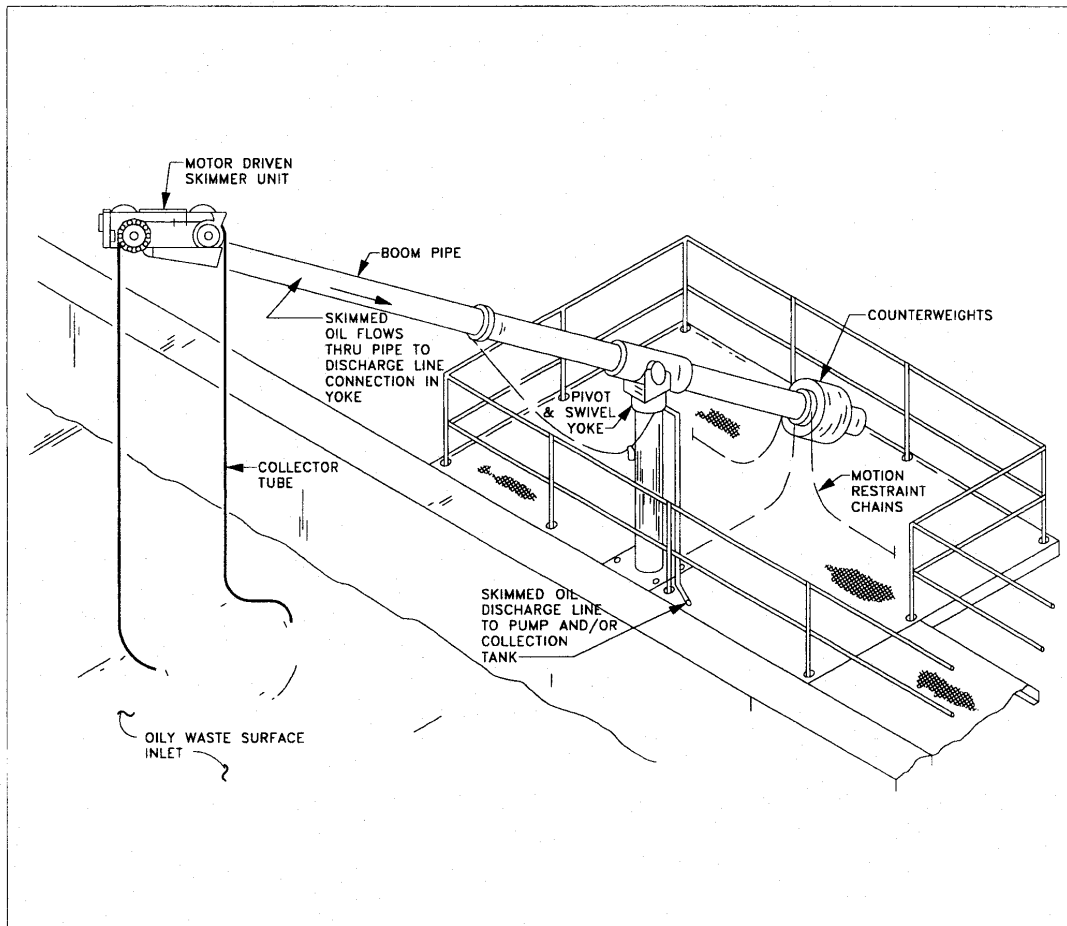 MOTOR DRIVEN
SKIMMER UNIT
BOOM PIPE
SKIMMED
OIL FLOWS
THRU PIPE TO
DISCHARGE LINE
CONNECTION IN
YOKE
COUNTERWEIGHTS
PIVOT
& SWIVEL
YOKE
COLLECTOR
TUBE
MOTION
RESTRAINT
CHAINS
SKIMMED OIL
DISCHARGE LINE
TO PUMP AND/OR
COLLECTION
TANK
OILY WASTE SURFACE
INLET